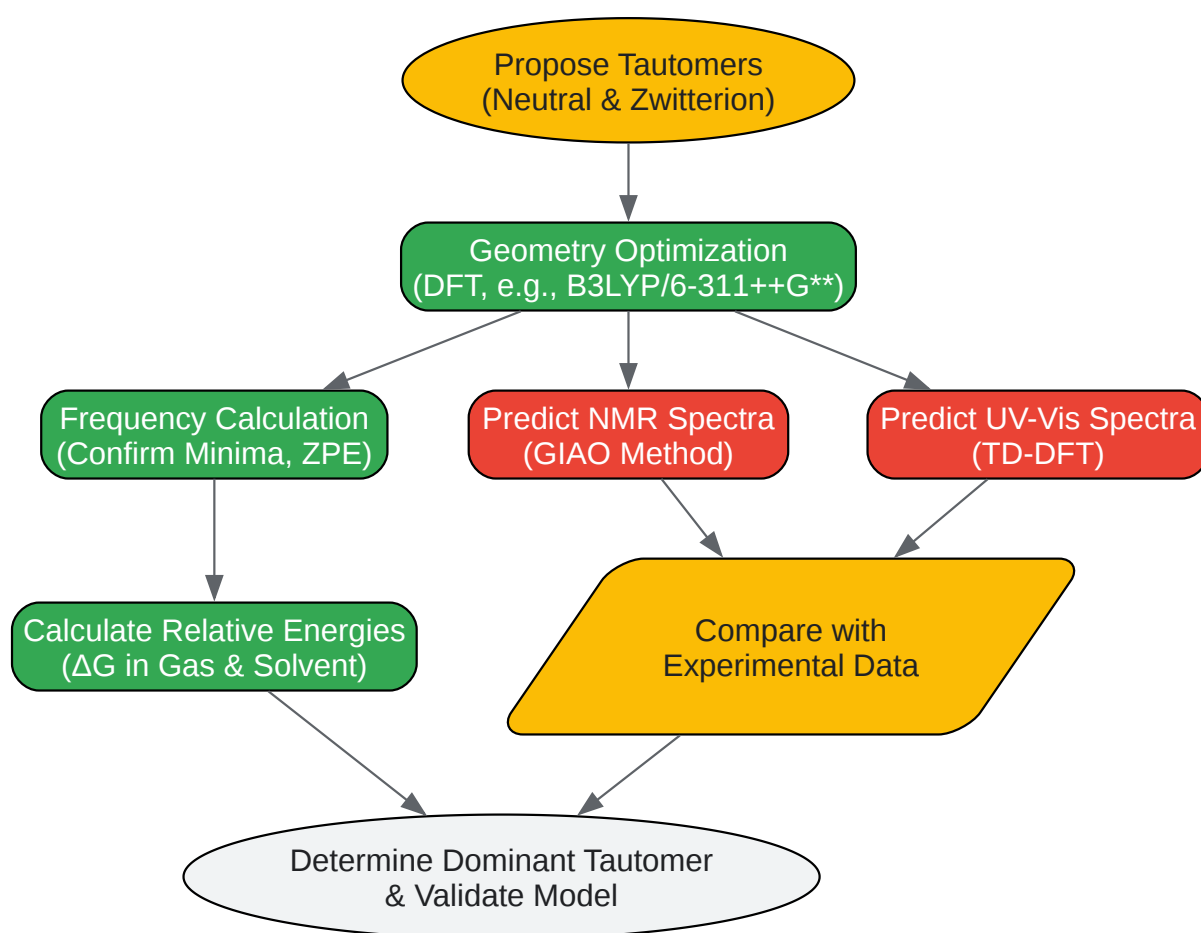 Propose Tautomers
(Neutral & Zwitterion)
Geometry Optimization
(DFT, e.g., B3LYP/6-311++G**)
Frequency Calculation
(Confirm Minima, ZPE)
Predict NMR Spectra
(GIAO Method)
Predict UV-Vis Spectra
(TD-DFT)
Calculate Relative Energies
(ΔG in Gas & Solvent)
Compare with
Experimental Data
Determine Dominant Tautomer
& Validate Model